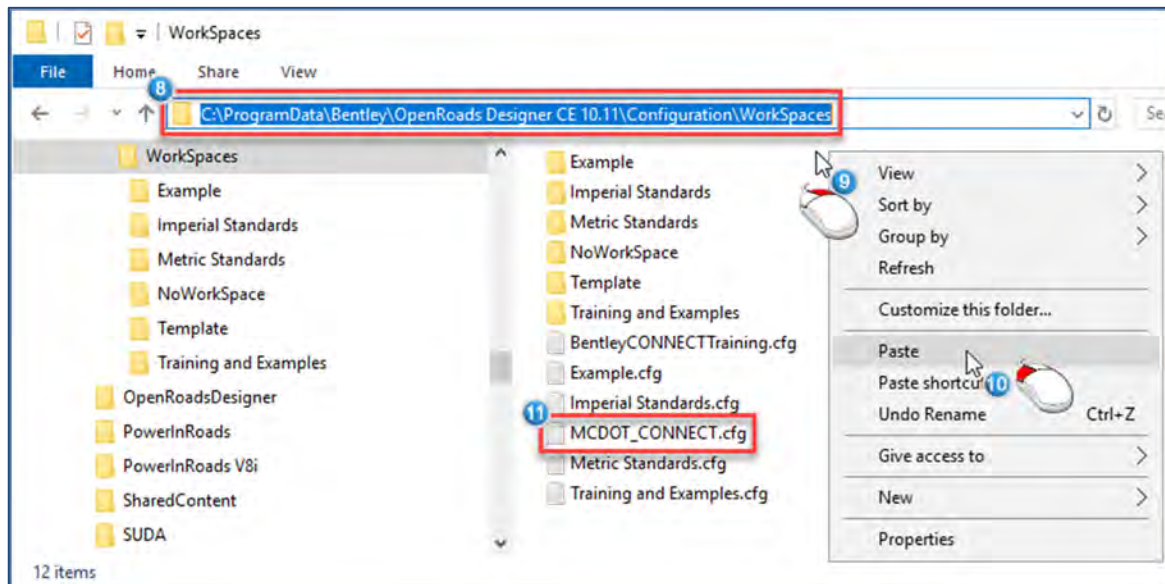 WorkSpaces
File Home Share View
8
C:\ProgramData\Bentley\OpenRoads Designer CE 10.11\Configuration\WorkSpaces
Se
WorkSpaces
Example
Imperial Standards
Metric Standards
NoWorkSpace
Template
Training and Examples
OpenRoadsDesigner
PowerInRoads
PowerInRoads V8i
SharedContent
SUDA
Example
Imperial Standards
Metric Standards
NoWorkSpace
Template
Training and Examples
BentleyCONNECTTraining.cfg
Example.cfg
Imperial Standards.cfg
11
MCDOT_CONNECT.cfg
Metric Standards.cfg
Training and Examples.cfg
9
View
Sort by
Group by
Refresh
Customize this folder...
Paste
Paste shortcu
10
Undo Rename Ctrl+Z
Give access to
New
Properties
12 items